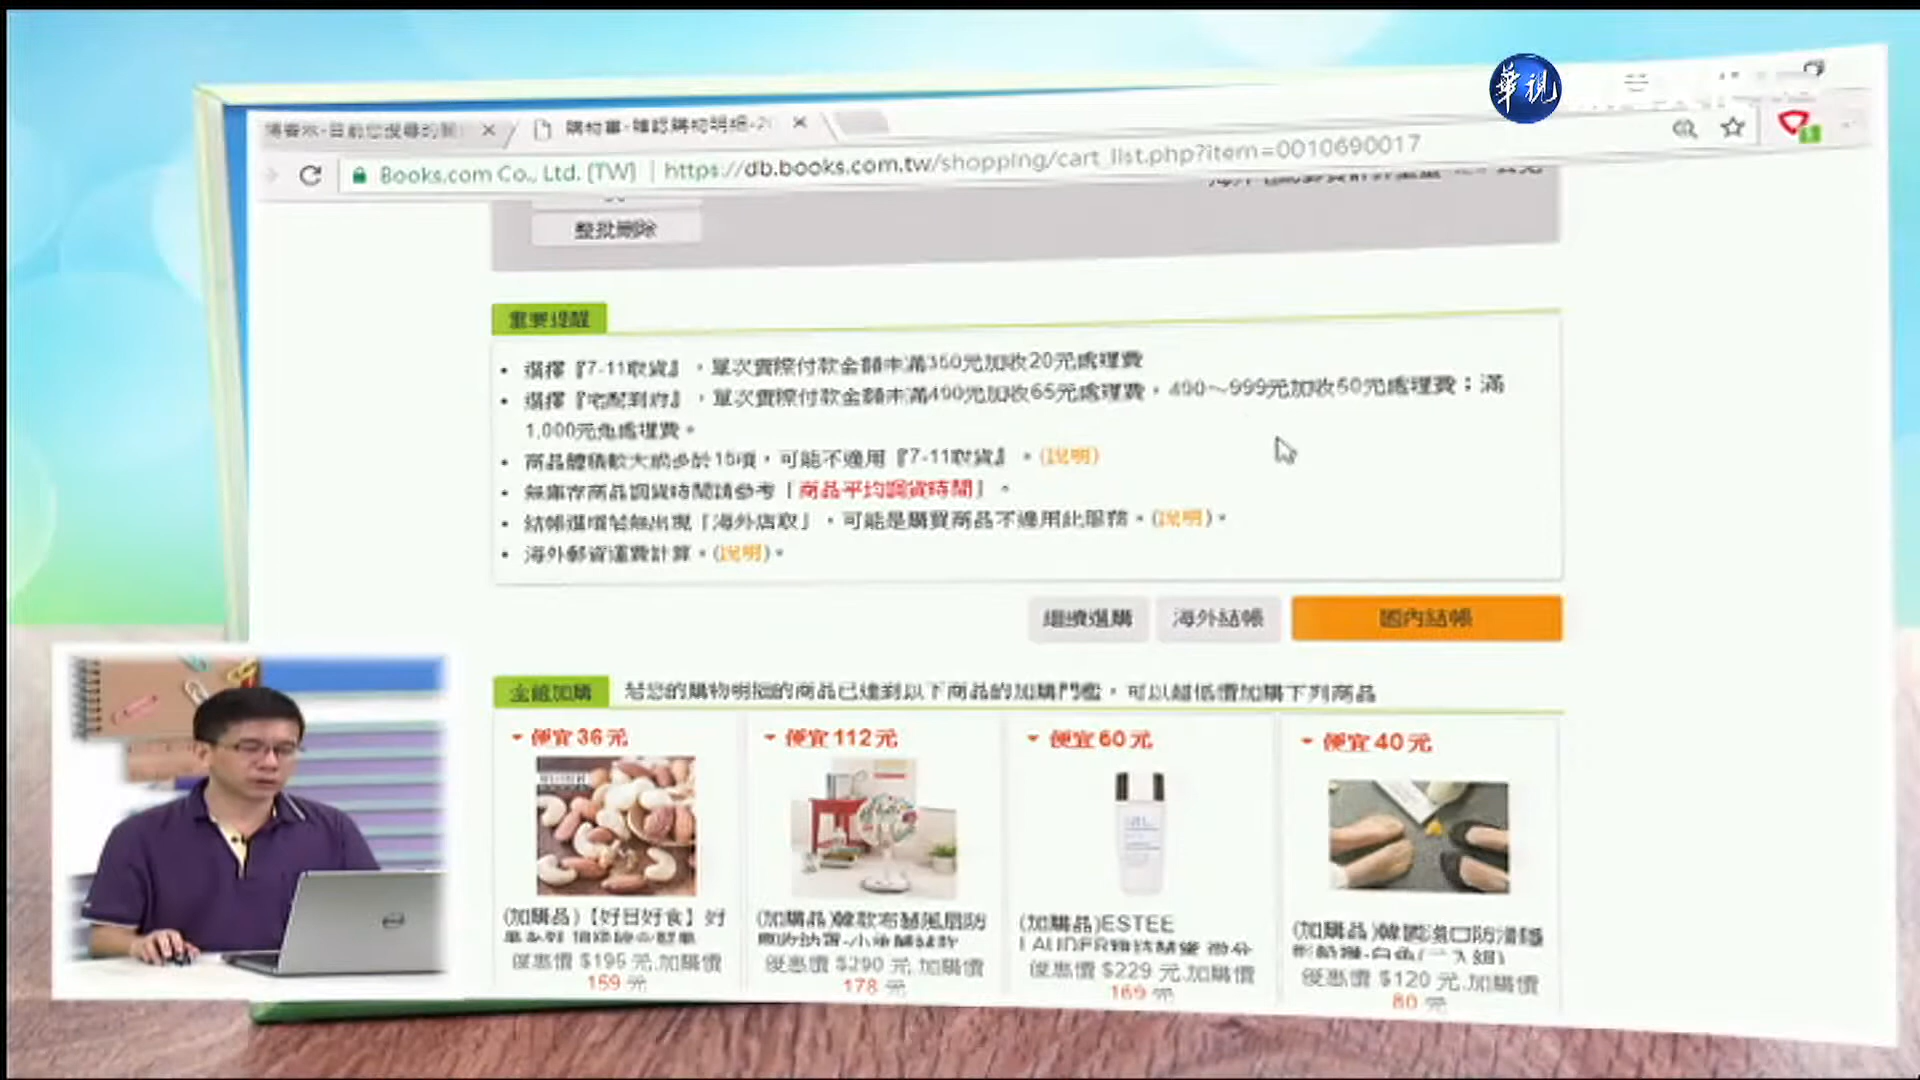 華視
購物車-確認購物明細-2
Books.com Co., Ltd. [TW] | https://db.books.com.tw/shopping/cart_list.php?item=0010690017
整批刪除
重要提醒
• 選擇『7-11取貨』，單次實際付款金額未滿350元加收20元處理費
• 選擇『宅配到府』，單次實際付款金額未滿490元加收65元處理費，490～999元加收50元處理費；滿
1,000元免處理費。
• 商品體積較大或多於15項，可能不適用『7-11取貨』。(說明)
• 無庫存商品調貨時間請參考「商品平均調貨時間」。
• 結帳選項若無出現「海外店取」，可能是購買商品不適用此服務。(說明)。
• 海外郵資運費計算。(說明)。
繼續選購 海外結帳 國內結帳
全館加購 若您的購物明細的商品已達到以下商品的加購門檻，可以超低價加購下列商品
便宜36元 便宜112元 便宜60元 便宜40元
(加購品)【好日好食】好 (加購品)韓款布藝風扇防 (加購品)ESTEE (加購品)韓國進口防滑隱
優惠價 $195 元,加購價 優惠價 $290 元,加購價 優惠價 $229 元,加購價 優惠價 $120 元,加購價
159 元 178 元 169 元 80 元